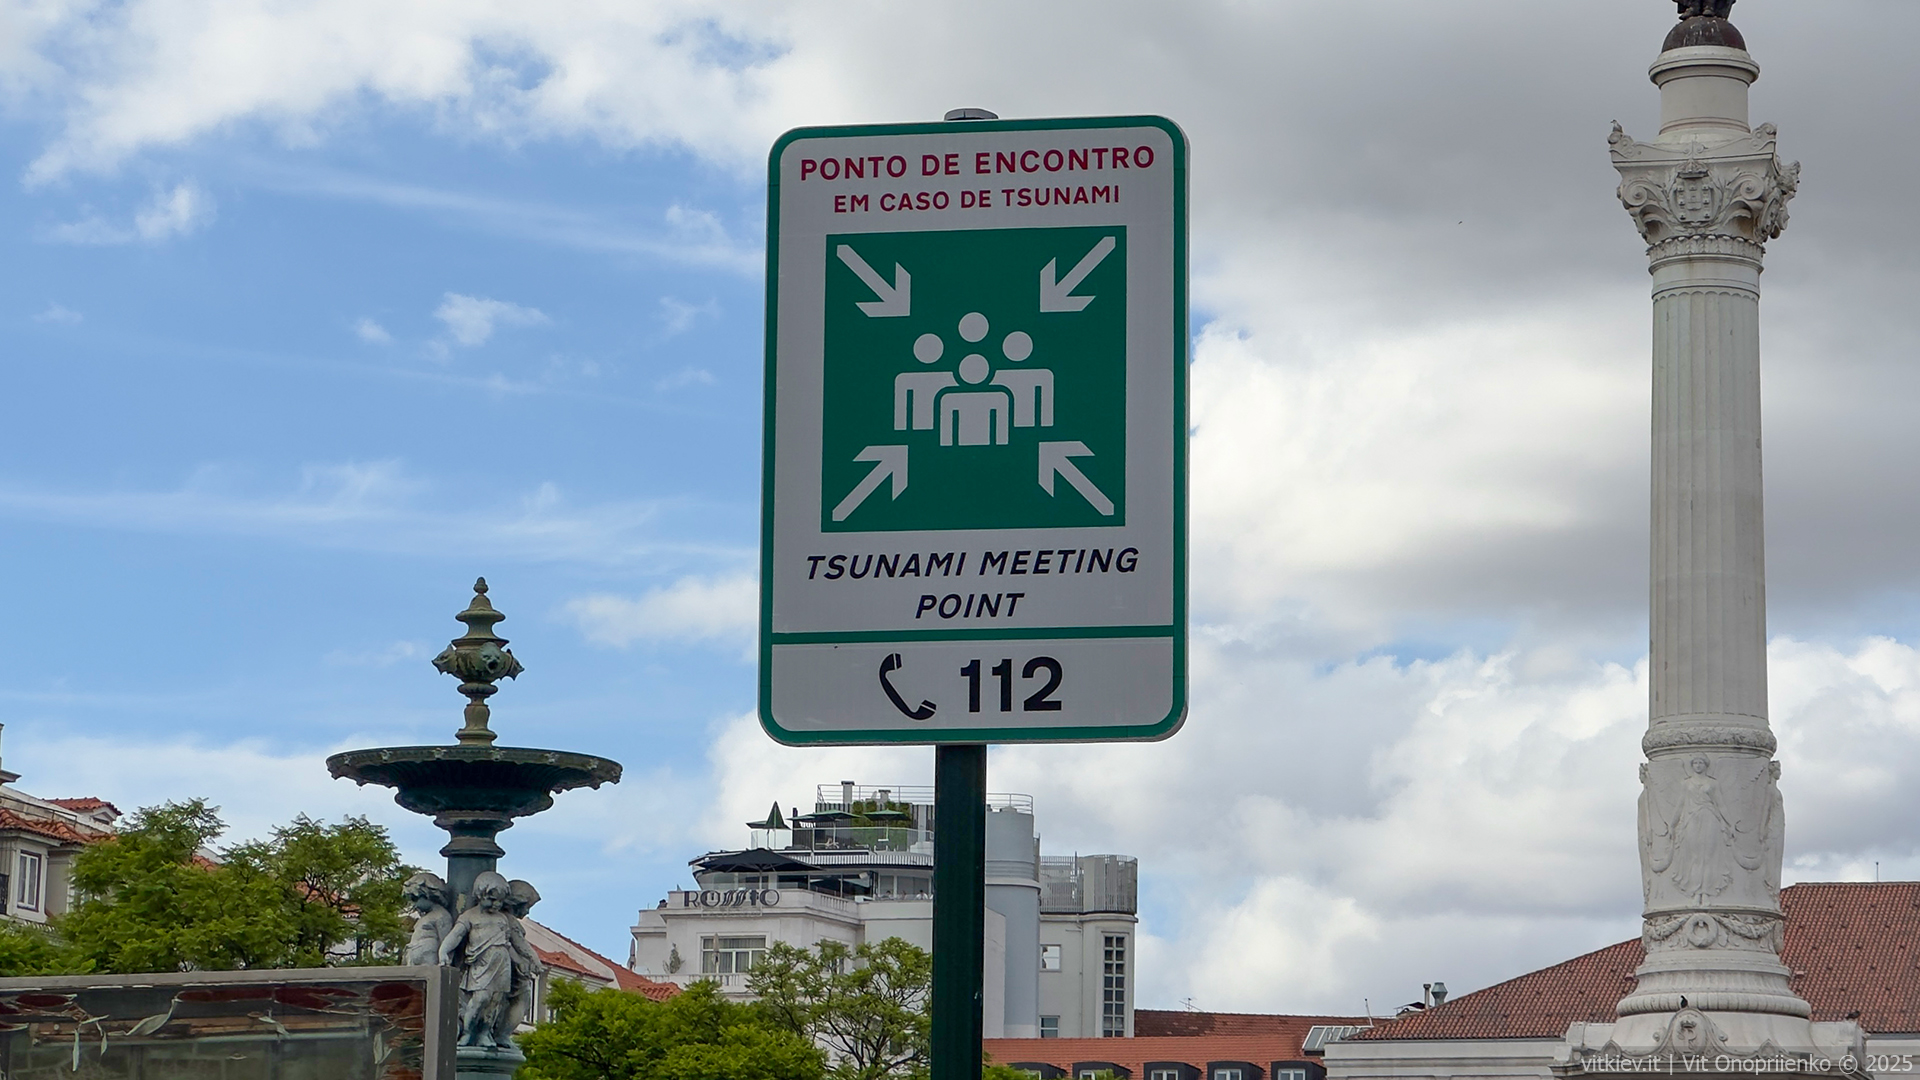 PONTO DE ENCONTRO
EM CASO DE TSUNAMI
TSUNAMI MEETING
POINT
112
ROSSIO
vitkiev.it | Vit Onopriienko © 2025